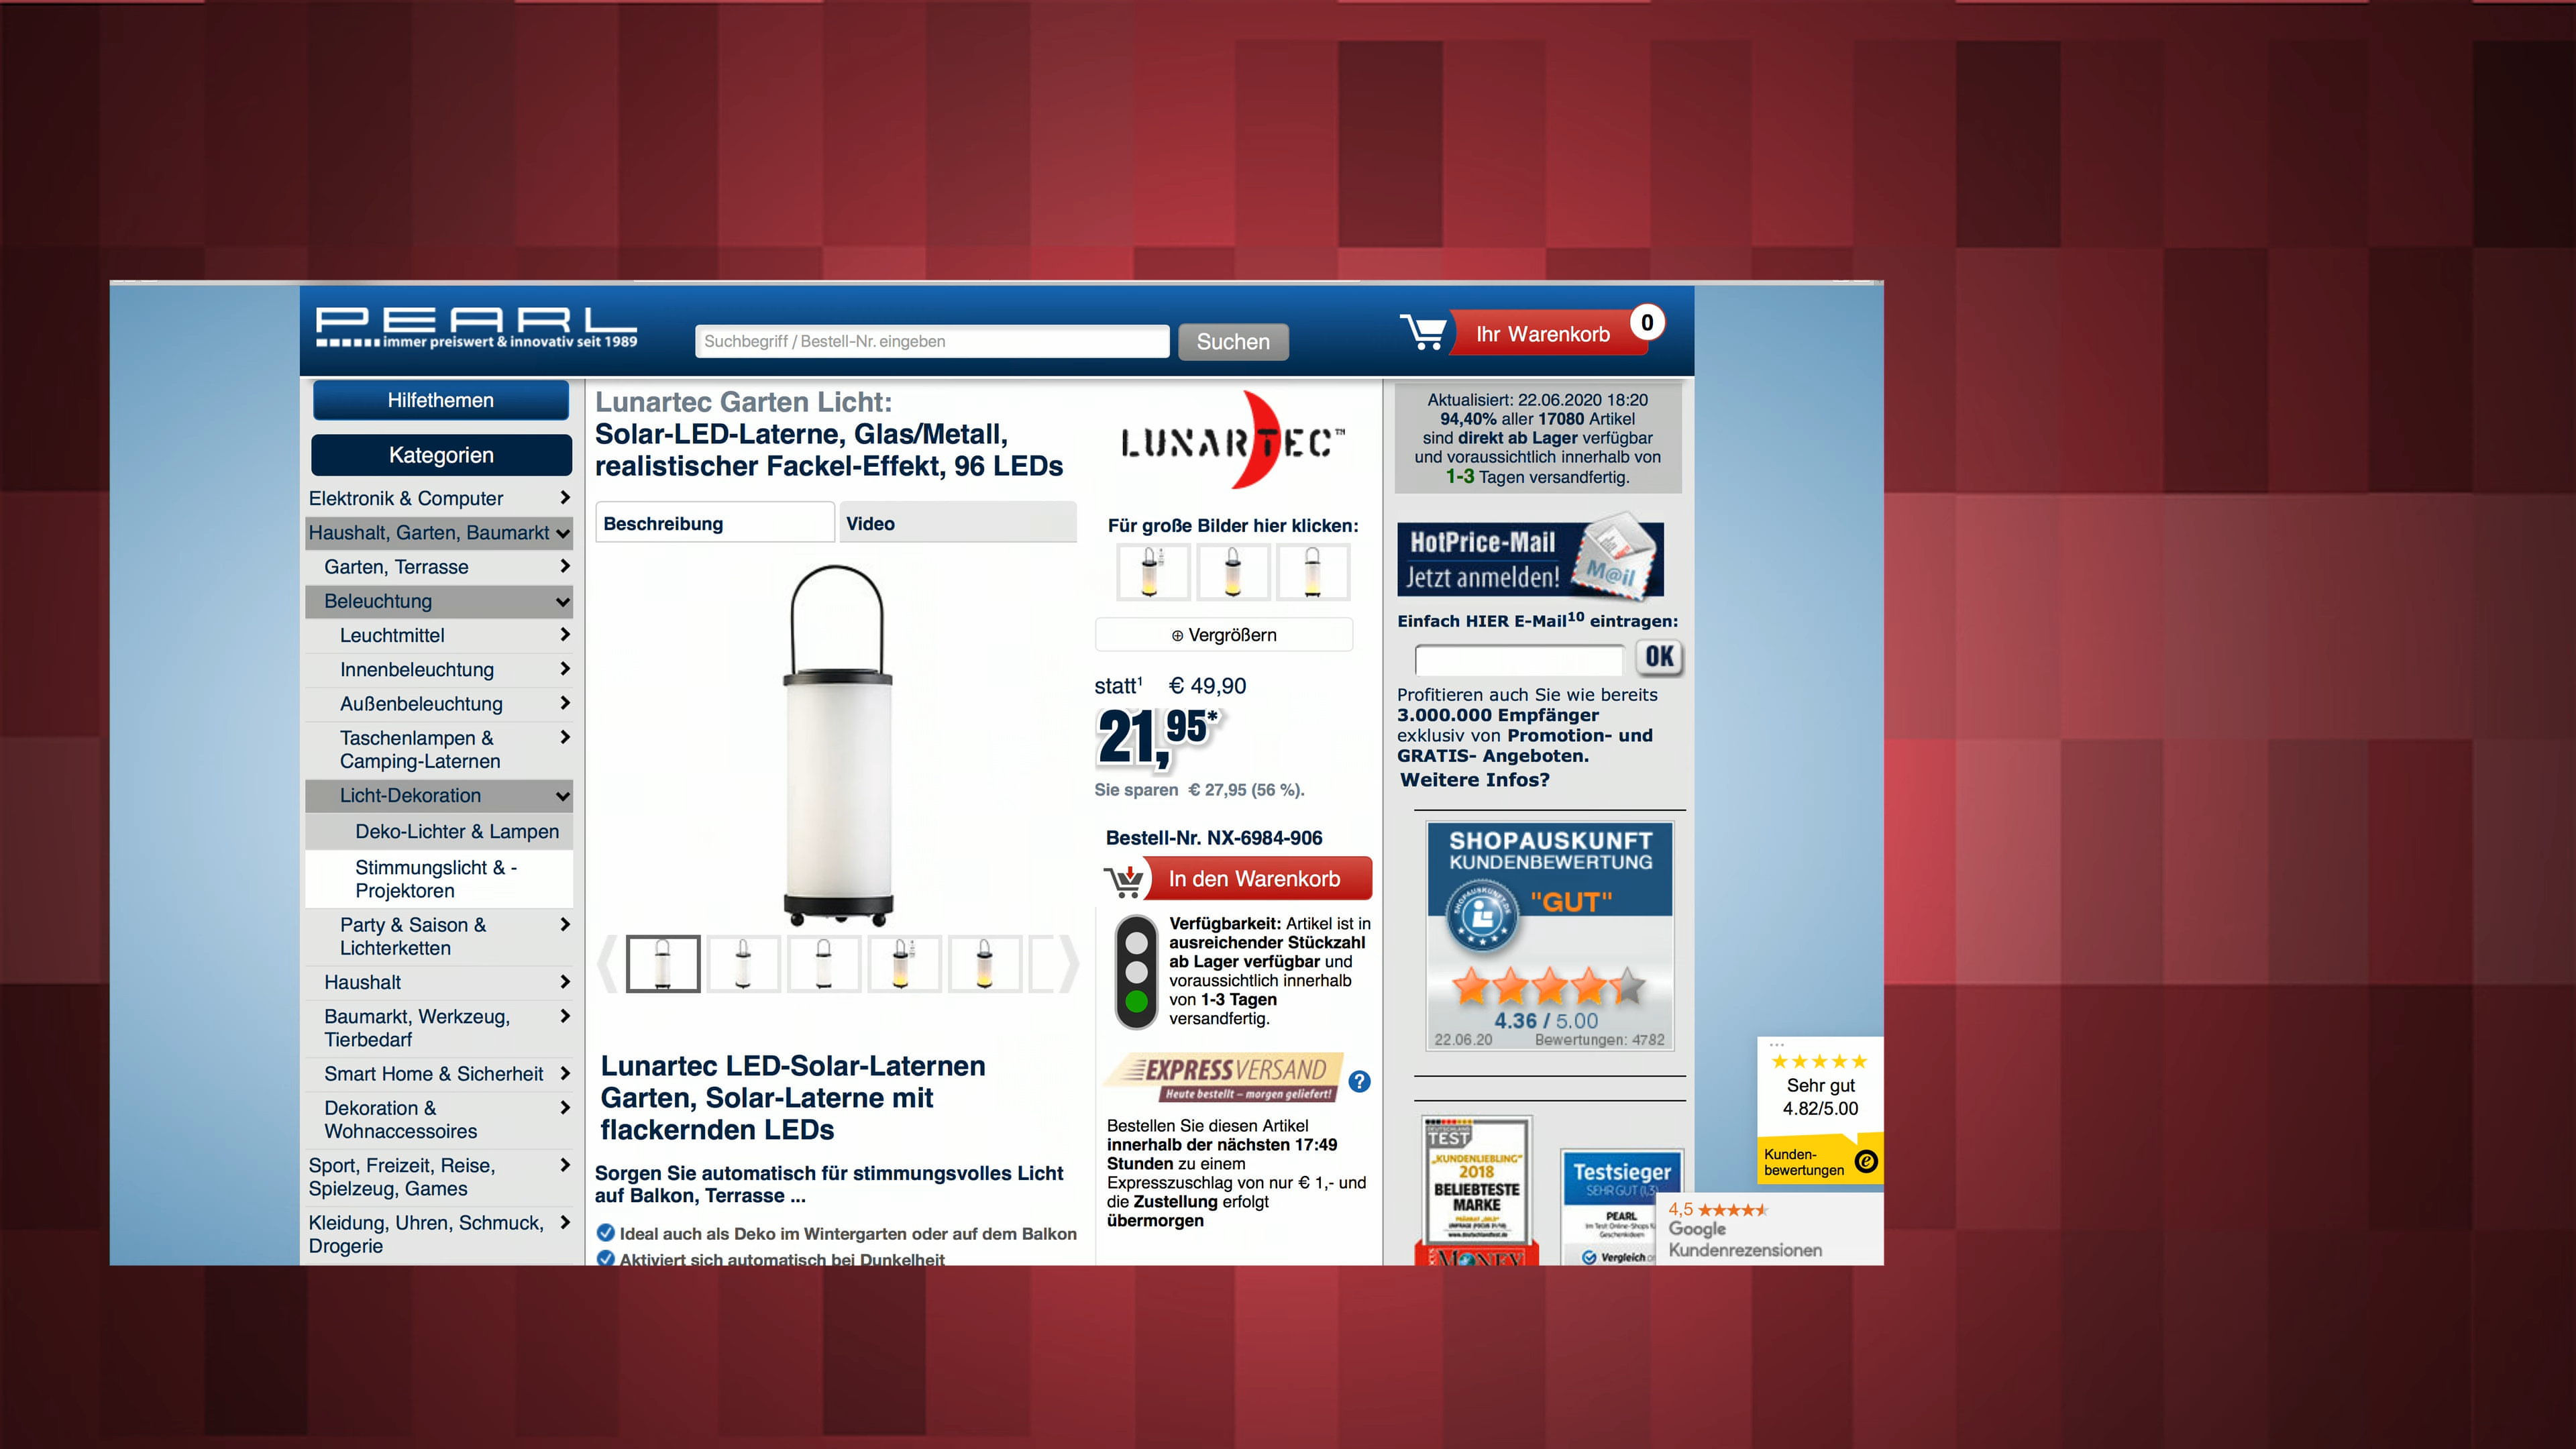 PEARL
immer preiswert & innovativ seit 1989
Suchbegriff / Bestell-Nr. eingeben
Suchen
Ihr Warenkorb
0
Hilfethemen
Kategorien
Elektronik & Computer
Haushalt, Garten, Baumarkt
Garten, Terrasse
Beleuchtung
Leuchtmittel
Innenbeleuchtung
Außenbeleuchtung
Taschenlampen &
Camping-Laternen
Licht-Dekoration
Deko-Lichter & Lampen
Stimmungslicht & -
Projektoren
Party & Saison &
Lichterketten
Haushalt
Baumarkt, Werkzeug,
Tierbedarf
Smart Home & Sicherheit
Dekoration &
Wohnaccessoires
Sport, Freizeit, Reise,
Spielzeug, Games
Kleidung, Uhren, Schmuck,
Drogerie
Lunartec Garten Licht:
Solar-LED-Laterne, Glas/Metall,
realistischer Fackel-Effekt, 96 LEDs
Beschreibung
Video
Lunartec LED-Solar-Laternen
Garten, Solar-Laterne mit
flackernden LEDs
Sorgen Sie automatisch für stimmungsvolles Licht
auf Balkon, Terrasse ...
Ideal auch als Deko im Wintergarten oder auf dem Balkon
Aktiviert sich automatisch bei Dunkelheit
LUNARTEC™
Für große Bilder hier klicken:
⊕ Vergrößern
statt¹ € 49,90
21,95*
Sie sparen € 27,95 (56 %).
Bestell-Nr. NX-6984-906
In den Warenkorb
Verfügbarkeit: Artikel ist in
ausreichender Stückzahl
ab Lager verfügbar und
voraussichtlich innerhalb
von 1-3 Tagen
versandfertig.
EXPRESSVERSAND
Heute bestellt – morgen geliefert!
?
Bestellen Sie diesen Artikel
innerhalb der nächsten 17:49
Stunden zu einem
Expresszuschlag von nur € 1,- und
die Zustellung erfolgt
übermorgen
Aktualisiert: 22.06.2020 18:20
94,40% aller 17080 Artikel
sind direkt ab Lager verfügbar
und voraussichtlich innerhalb von
1-3 Tagen versandfertig.
HotPrice-Mail
Jetzt anmelden!
M@il
Einfach HIER E-Mail¹⁰ eintragen:
OK
Profitieren auch Sie wie bereits
3.000.000 Empfänger
exklusiv von Promotion- und
GRATIS- Angeboten.
Weitere Infos?
SHOPAUSKUNFT
KUNDENBEWERTUNG
"GUT"
4.36 / 5.00
22.06.20 Bewertungen: 4782
TEST
„KUNDENLIEBLING"
2018
BELIEBTESTE
MARKE
MONEY
Testsieger
SEHR GUT (1,3)
PEARL
Vergleich
Sehr gut
4.82/5.00
Kunden-
bewertungen
4,5
Google
Kundenrezensionen